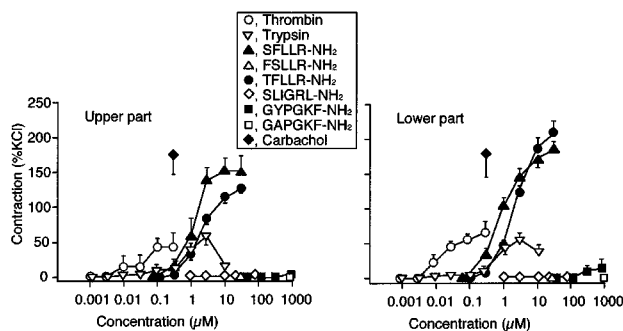 ○, Thrombin
▽, Trypsin
▲, SFLLR-NH₂
△, FSLLR-NH₂
●, TFLLR-NH₂
◇, SLIGRL-NH₂
■, GYPGKF-NH₂
□, GAPGKF-NH₂
◆, Carbachol
Upper part
Lower part
Contraction (%KCl)
250
200
150
100
50
0
0.001 0.01 0.1 1 10 100 1000
0.001 0.01 0.1 1 10 100 1000
Concentration (µM)
Concentration (µM)